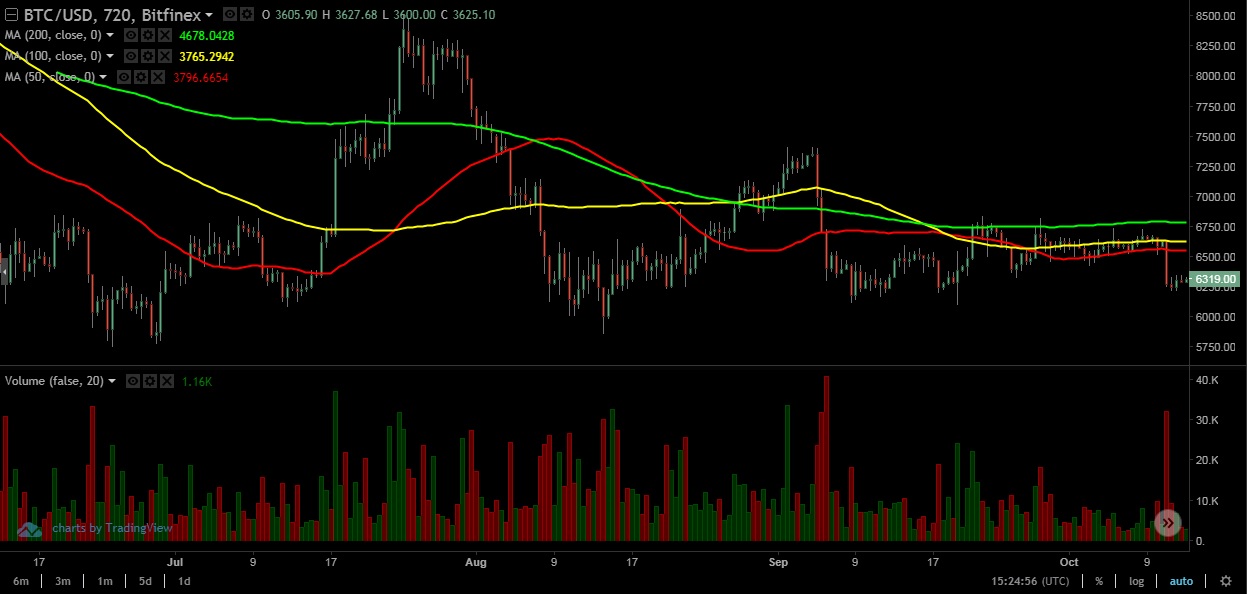 BTC/USD, 720, Bitfinex O 3605.90 H 3627.68 L 3600.00 C 3625.10
MA (200, close, 0) 4678.0428
MA (100, close, 0) 3765.2942
MA (50, close, 0) 3796.6654
8500.00
8250.00
8000.00
7750.00
7500.00
7250.00
7000.00
6750.00
6500.00
6319.00
6250.00
6000.00
5750.00
Volume (false, 20) 1.16K
40.K
30.K
20.K
10.K
0.
charts by TradingView
17 Jul 9 17 Aug 9 17 Sep 9 17 Oct 9
6m 3m 1m 5d 1d 15:24:56 (UTC) % log auto